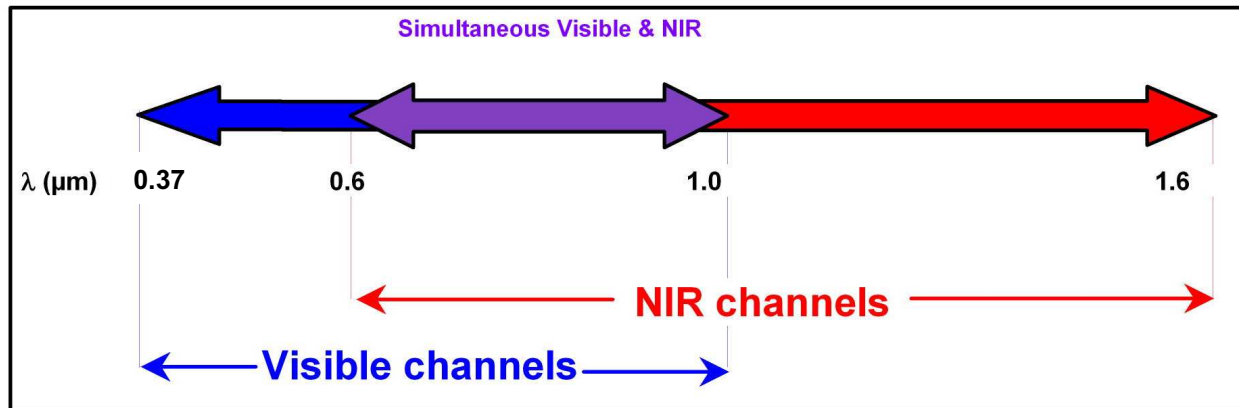 Simultaneous Visible & NIR
λ (μm) 0.37 0.6 1.0 1.6
NIR channels
Visible channels